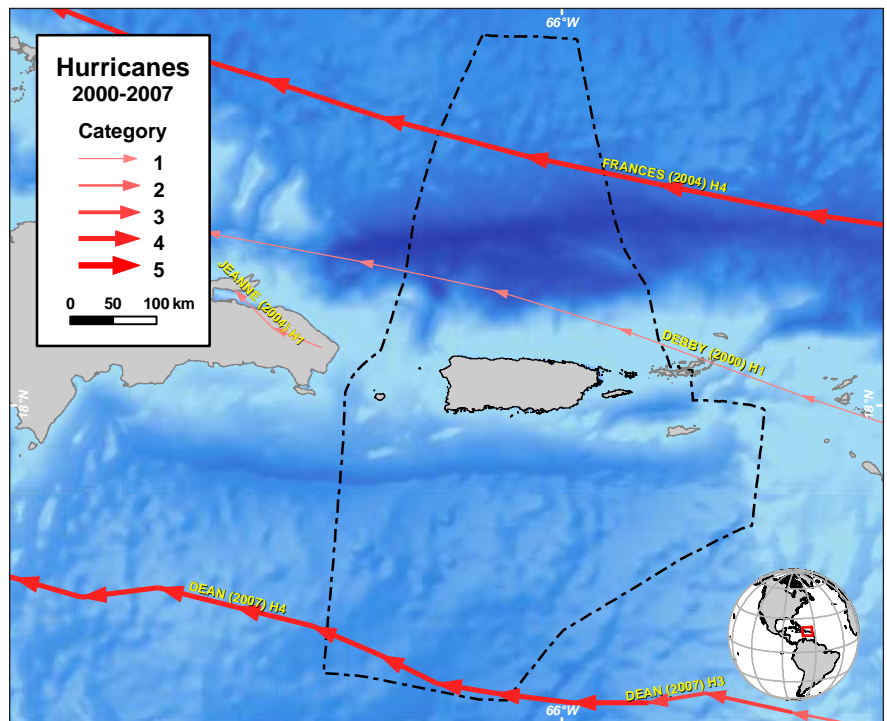 66°W
Hurricanes
2000-2007
Category
1
2
3
4
5
0 50 100 km
FRANCES (2004) H4
JEANNE (2004) H1
DEBBY (2000) H1
18°N
18°N
DEAN (2007) H4
DEAN (2007) H3
66°W